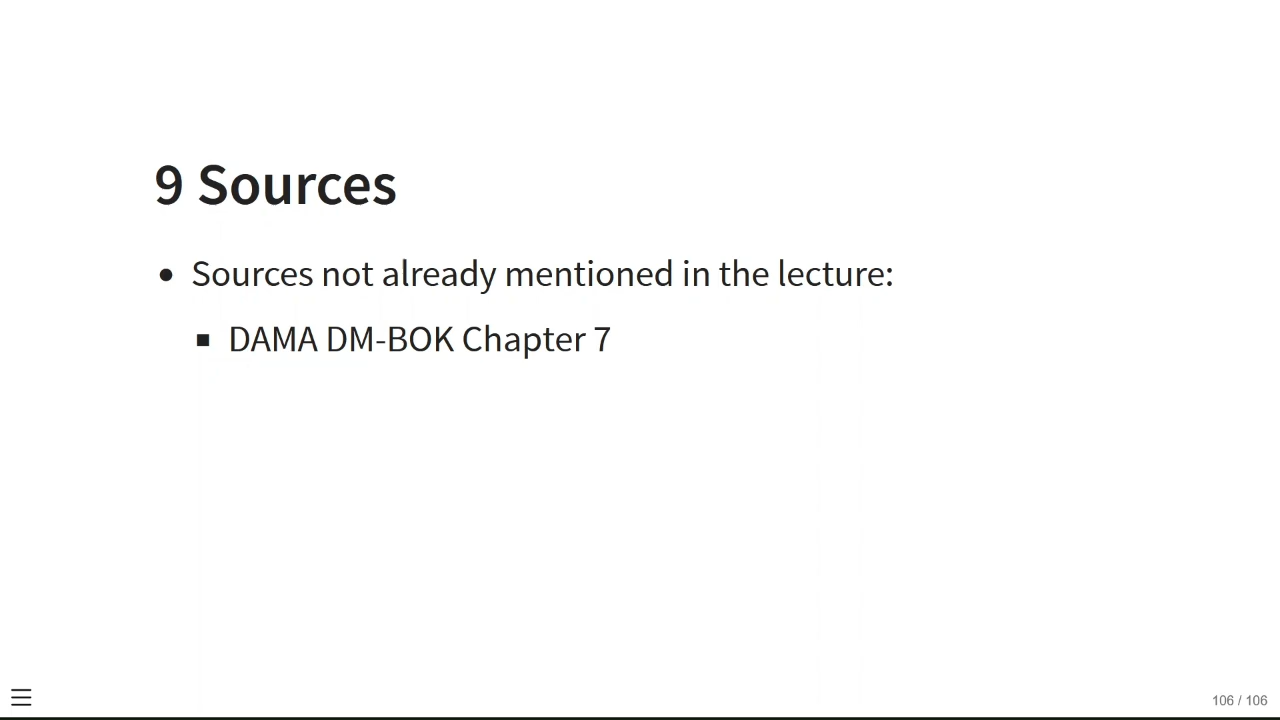 9 Sources
Sources not already mentioned in the lecture:
DAMA DM-BOK Chapter 7
106 / 106